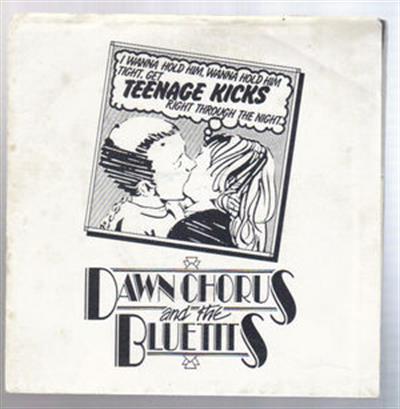 I WANNA HOLD HIM, WANNA HOLD HIM
TIGHT, GET
TEENAGE KICKS
RIGHT THROUGH THE NIGHT
DAWN CHORUS
and the
BLUETITS